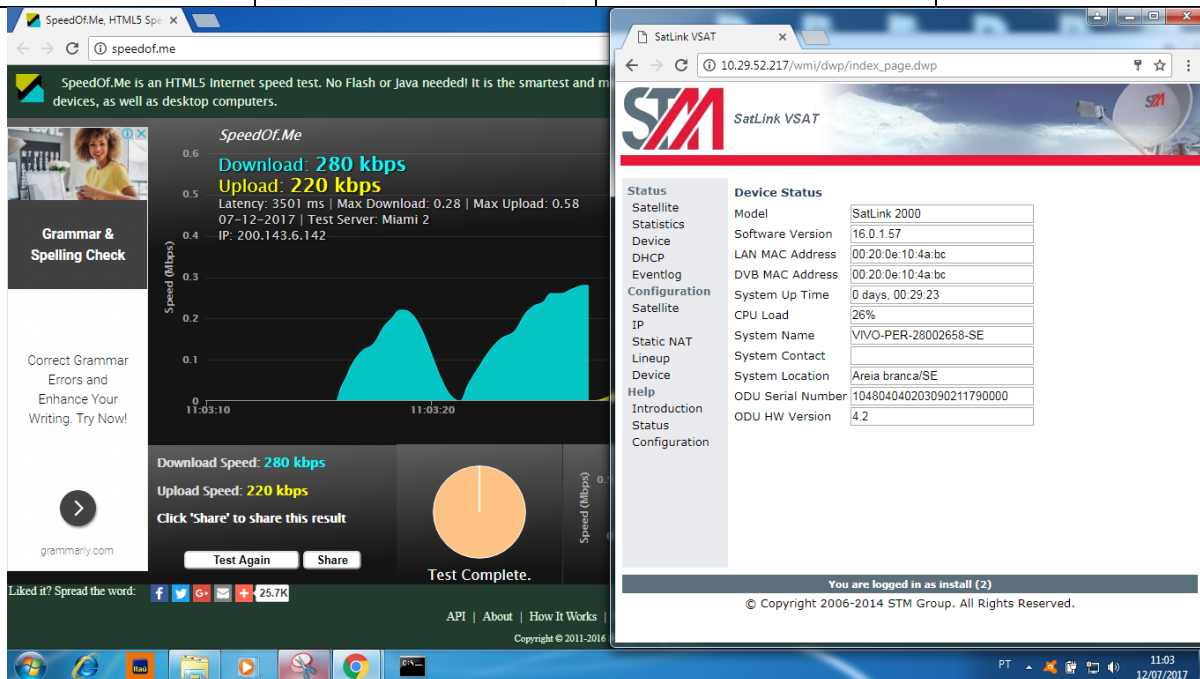 SpeedOf.Me, HTML5 Spe
speedof.me
SpeedOf.Me is an HTML5 Internet speed test. No Flash or Java needed! It is the smartest and m
devices, as well as desktop computers.
Grammar &
Spelling Check
Correct Grammar
Errors and
Enhance Your
Writing. Try Now!
grammarly.com
SpeedOf.Me
Download: 280 kbps
Upload: 220 kbps
Latency: 3501 ms | Max Download: 0.28 | Max Upload: 0.58
07-12-2017 | Test Server: Miami 2
IP: 200.143.6.142
Speed (Mbps)
0.6
0.5
0.4
0.3
0.2
0.1
0
11:03:10
11:03:20
Download Speed: 280 kbps
Upload Speed: 220 kbps
Click 'Share' to share this result
Test Again
Share
Test Complete.
Speed (Mbps)
Liked it? Spread the word:
25.7K
API | About | How It Works |
Copyright © 2011-2016
SatLink VSAT
10.29.52.217/wmi/dwp/index_page.dwp
STM
SatLink VSAT
STM
Status
Satellite
Statistics
Device
DHCP
Eventlog
Configuration
Satellite
IP
Static NAT
Lineup
Device
Help
Introduction
Status
Configuration
Device Status
Model SatLink 2000
Software Version 16.0.1.57
LAN MAC Address 00:20:0e:10:4a:bc
DVB MAC Address 00:20:0e:10:4a:bc
System Up Time 0 days, 00:29:23
CPU Load 26%
System Name VIVO-PER-28002658-SE
System Contact
System Location Areia branca/SE
ODU Serial Number 104804040203090211790000
ODU HW Version 4.2
You are logged in as install (2)
© Copyright 2006-2014 STM Group. All Rights Reserved.
Itaú
C:\
PT
11:03
12/07/2017